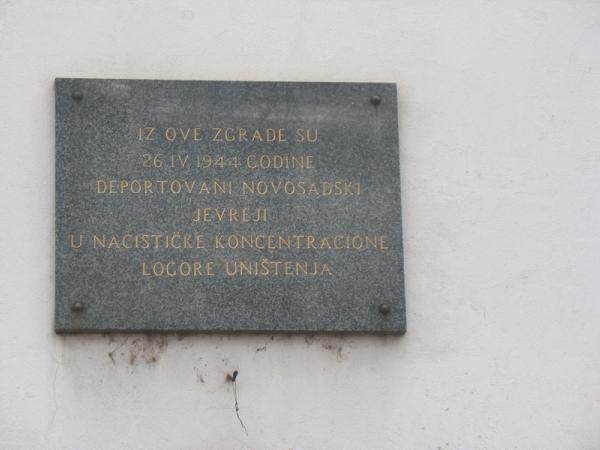 IZ OVE ZGRADE SU
26.IV.1944 GODINE
DEPORTOVANI NOVOSADSKI
JEVREJI
U NACISTIČKE KONCENTRACIONE
LOGORE UNIŠTENJA